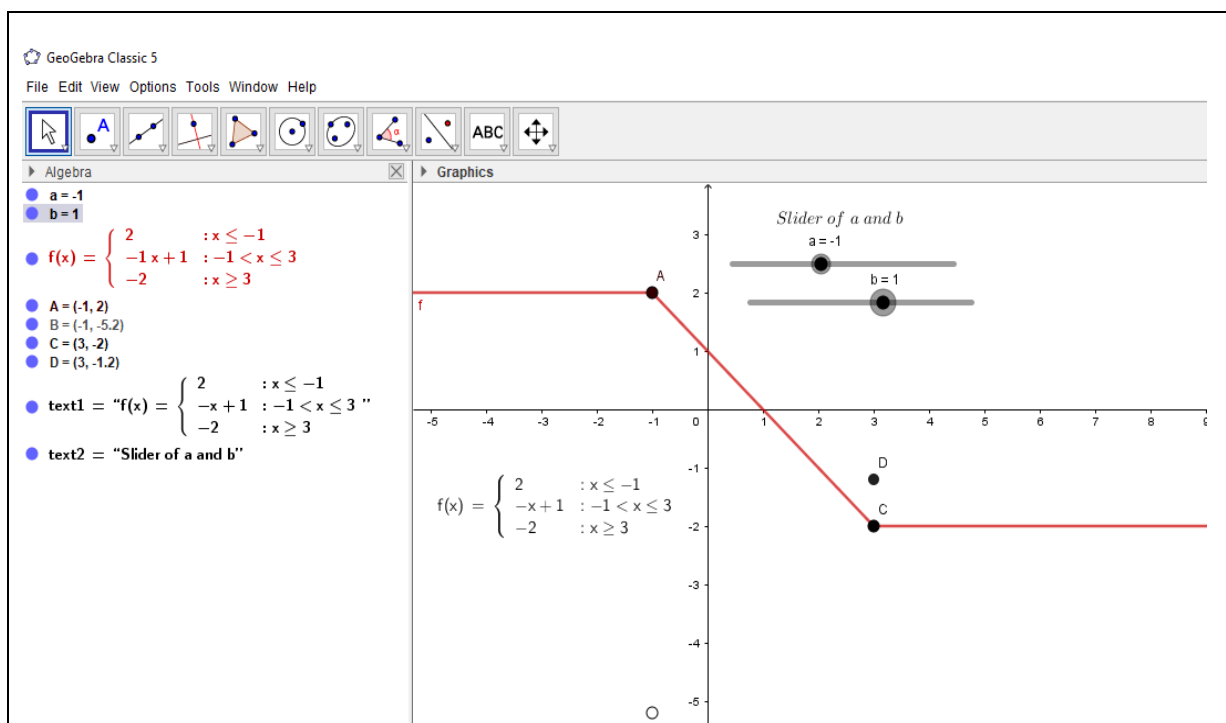 GeoGebra Classic 5
File Edit View Options Tools Window Help
A
α
ABC
Algebra
Graphics
a = -1
b = 1
f(x) = { 2 : x ≤ −1
−1 x + 1 : −1 < x ≤ 3
−2 : x ≥ 3
A = (-1, 2)
B = (-1, -5.2)
C = (3, -2)
D = (3, -1.2)
text1 = “f(x) = { 2 : x ≤ −1
−x + 1 : −1 < x ≤ 3 ”
−2 : x ≥ 3
text2 = “Slider of a and b”
Slider of a and b
a = -1
b = 1
f
A
D
C
3
2
1
0
-1
-2
-3
-4
-5
-5 -4 -3 -2 -1 1 2 3 4 5 6 7 8 9
f(x) = { 2 : x ≤ −1
−x + 1 : −1 < x ≤ 3
−2 : x ≥ 3